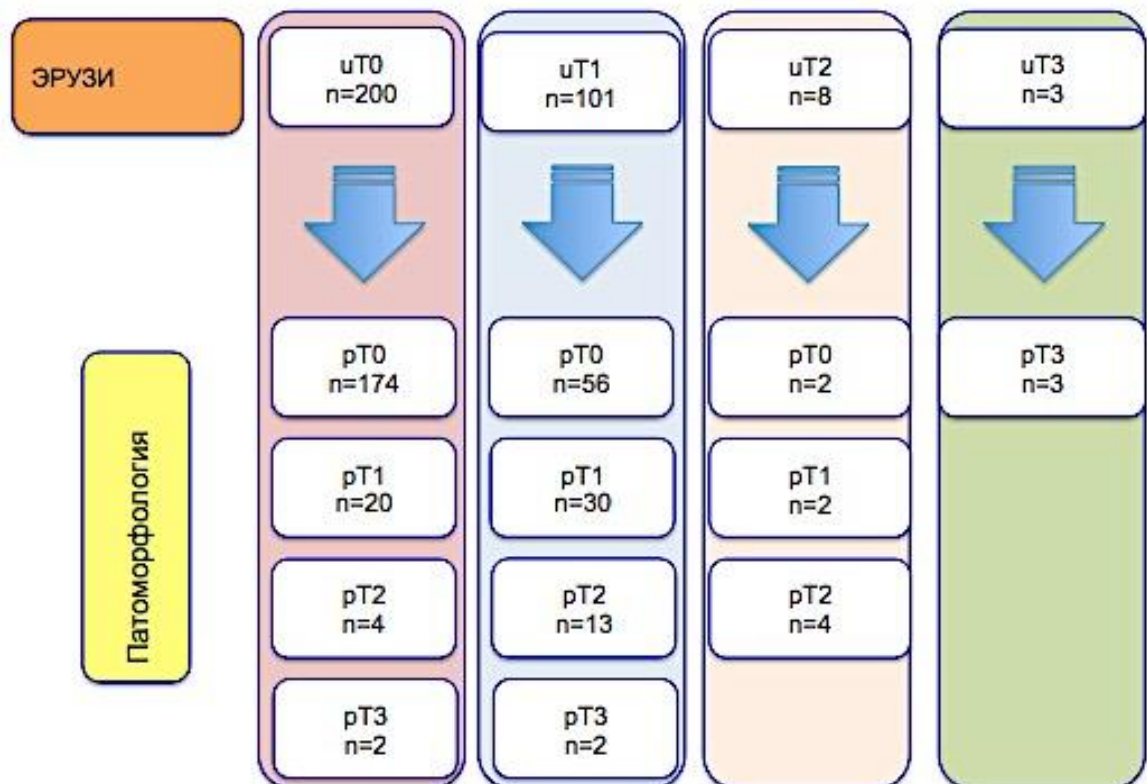 ЭРУЗИ
uT0
n=200
uT1
n=101
uT2
n=8
uT3
n=3
Патоморфология
pT0
n=174
pT0
n=56
pT0
n=2
pT3
n=3
pT1
n=20
pT1
n=30
pT1
n=2
pT2
n=4
pT2
n=13
pT2
n=4
pT3
n=2
pT3
n=2